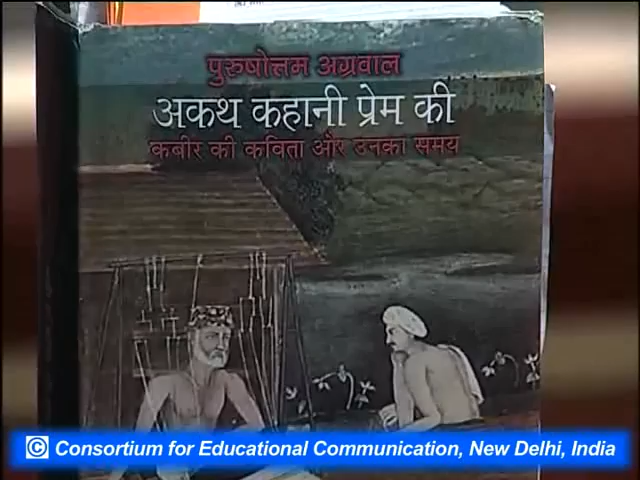 पुरुषोत्तम अग्रवाल
अकथ कहानी प्रेम की
कबीर की कविता और उनका समय
© Consortium for Educational Communication, New Delhi, India